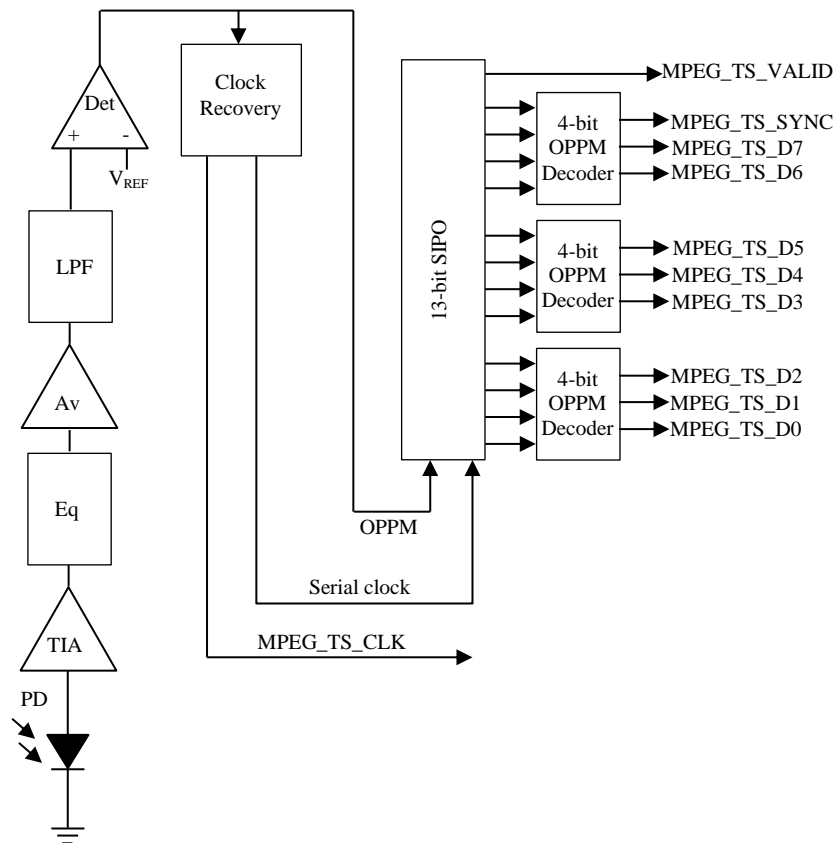 Det
+ -
V_REF
Clock
Recovery
LPF
Av
Eq
TIA
PD
13-bit SIPO
OPPM
Serial clock
MPEG_TS_CLK
MPEG_TS_VALID
4-bit
OPPM
Decoder
MPEG_TS_SYNC
MPEG_TS_D7
MPEG_TS_D6
4-bit
OPPM
Decoder
MPEG_TS_D5
MPEG_TS_D4
MPEG_TS_D3
4-bit
OPPM
Decoder
MPEG_TS_D2
MPEG_TS_D1
MPEG_TS_D0